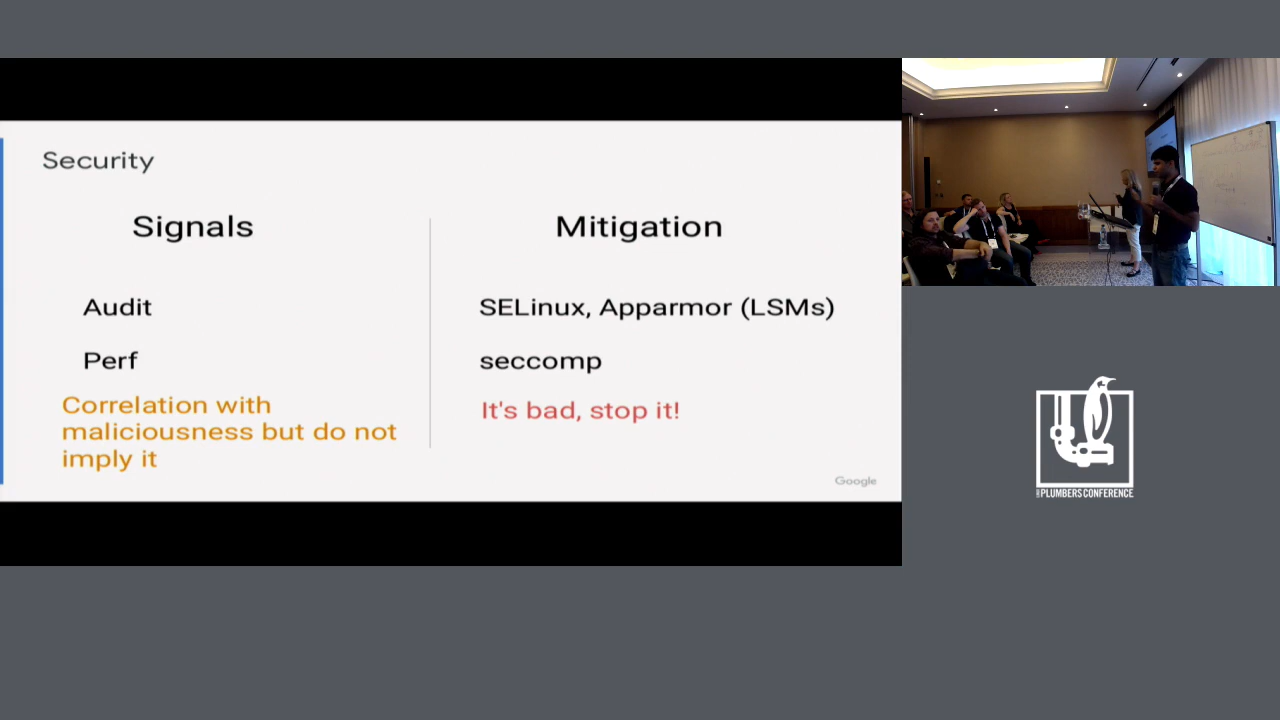 Security
Signals
Audit
Perf
Correlation with
maliciousness but do not
imply it
Mitigation
SELinux, Apparmor (LSMs)
seccomp
It's bad, stop it!
Google
PLUMBERS CONFERENCE